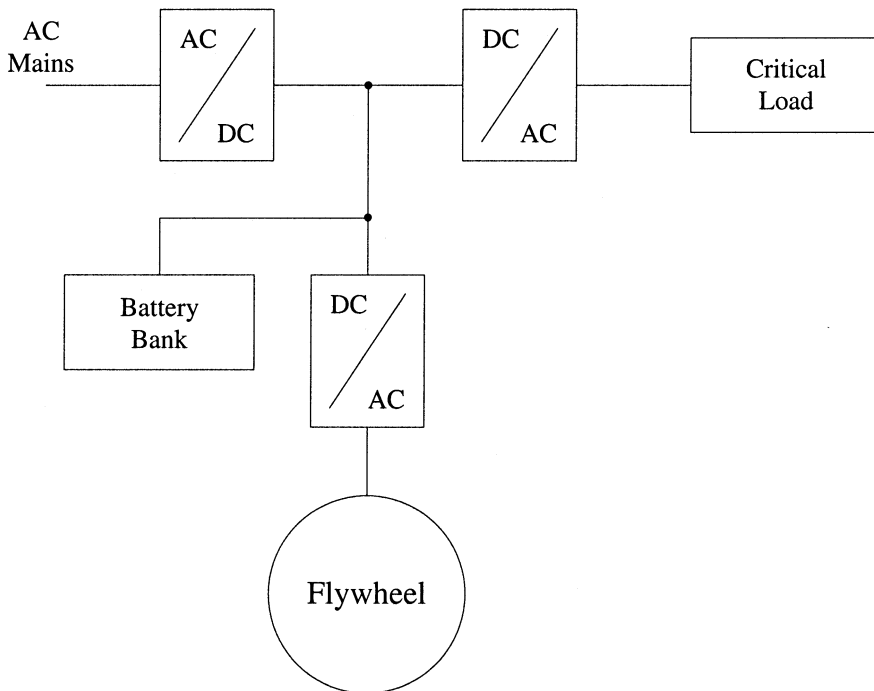 AC
Mains
AC
DC
DC
AC
Critical
Load
Battery
Bank
DC
AC
Flywheel